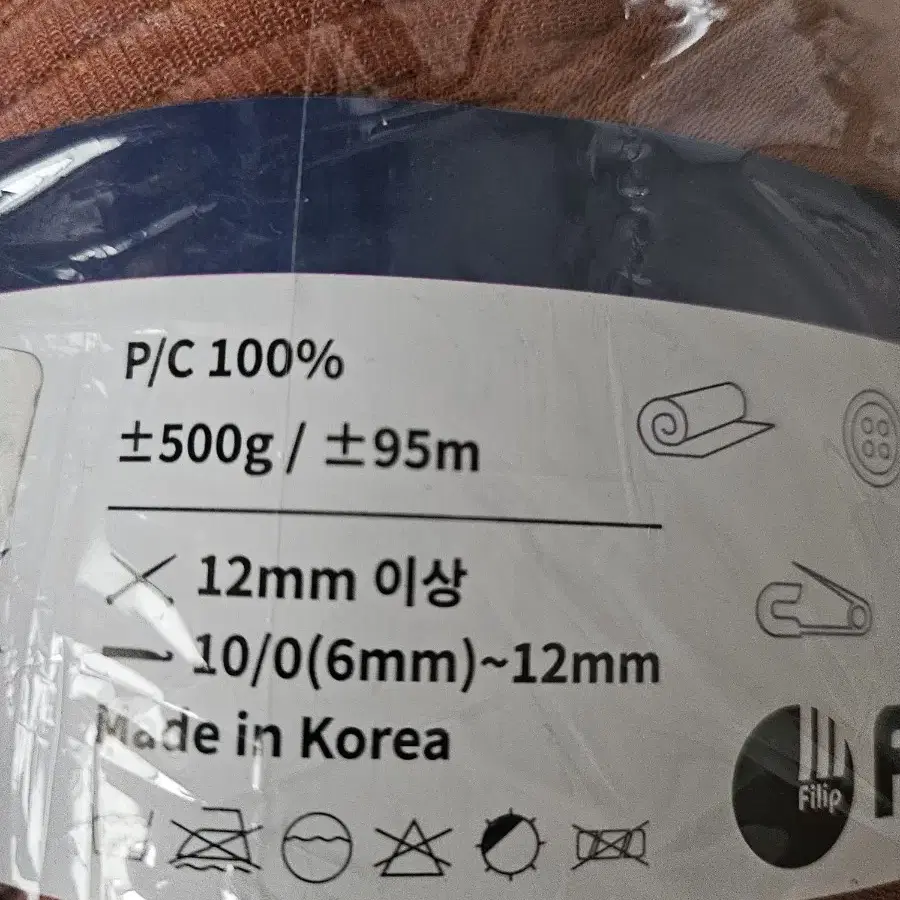 P/C 100%
±500g / ±95m
12mm 이상
10/0(6mm)~12mm
Made in Korea
Filip